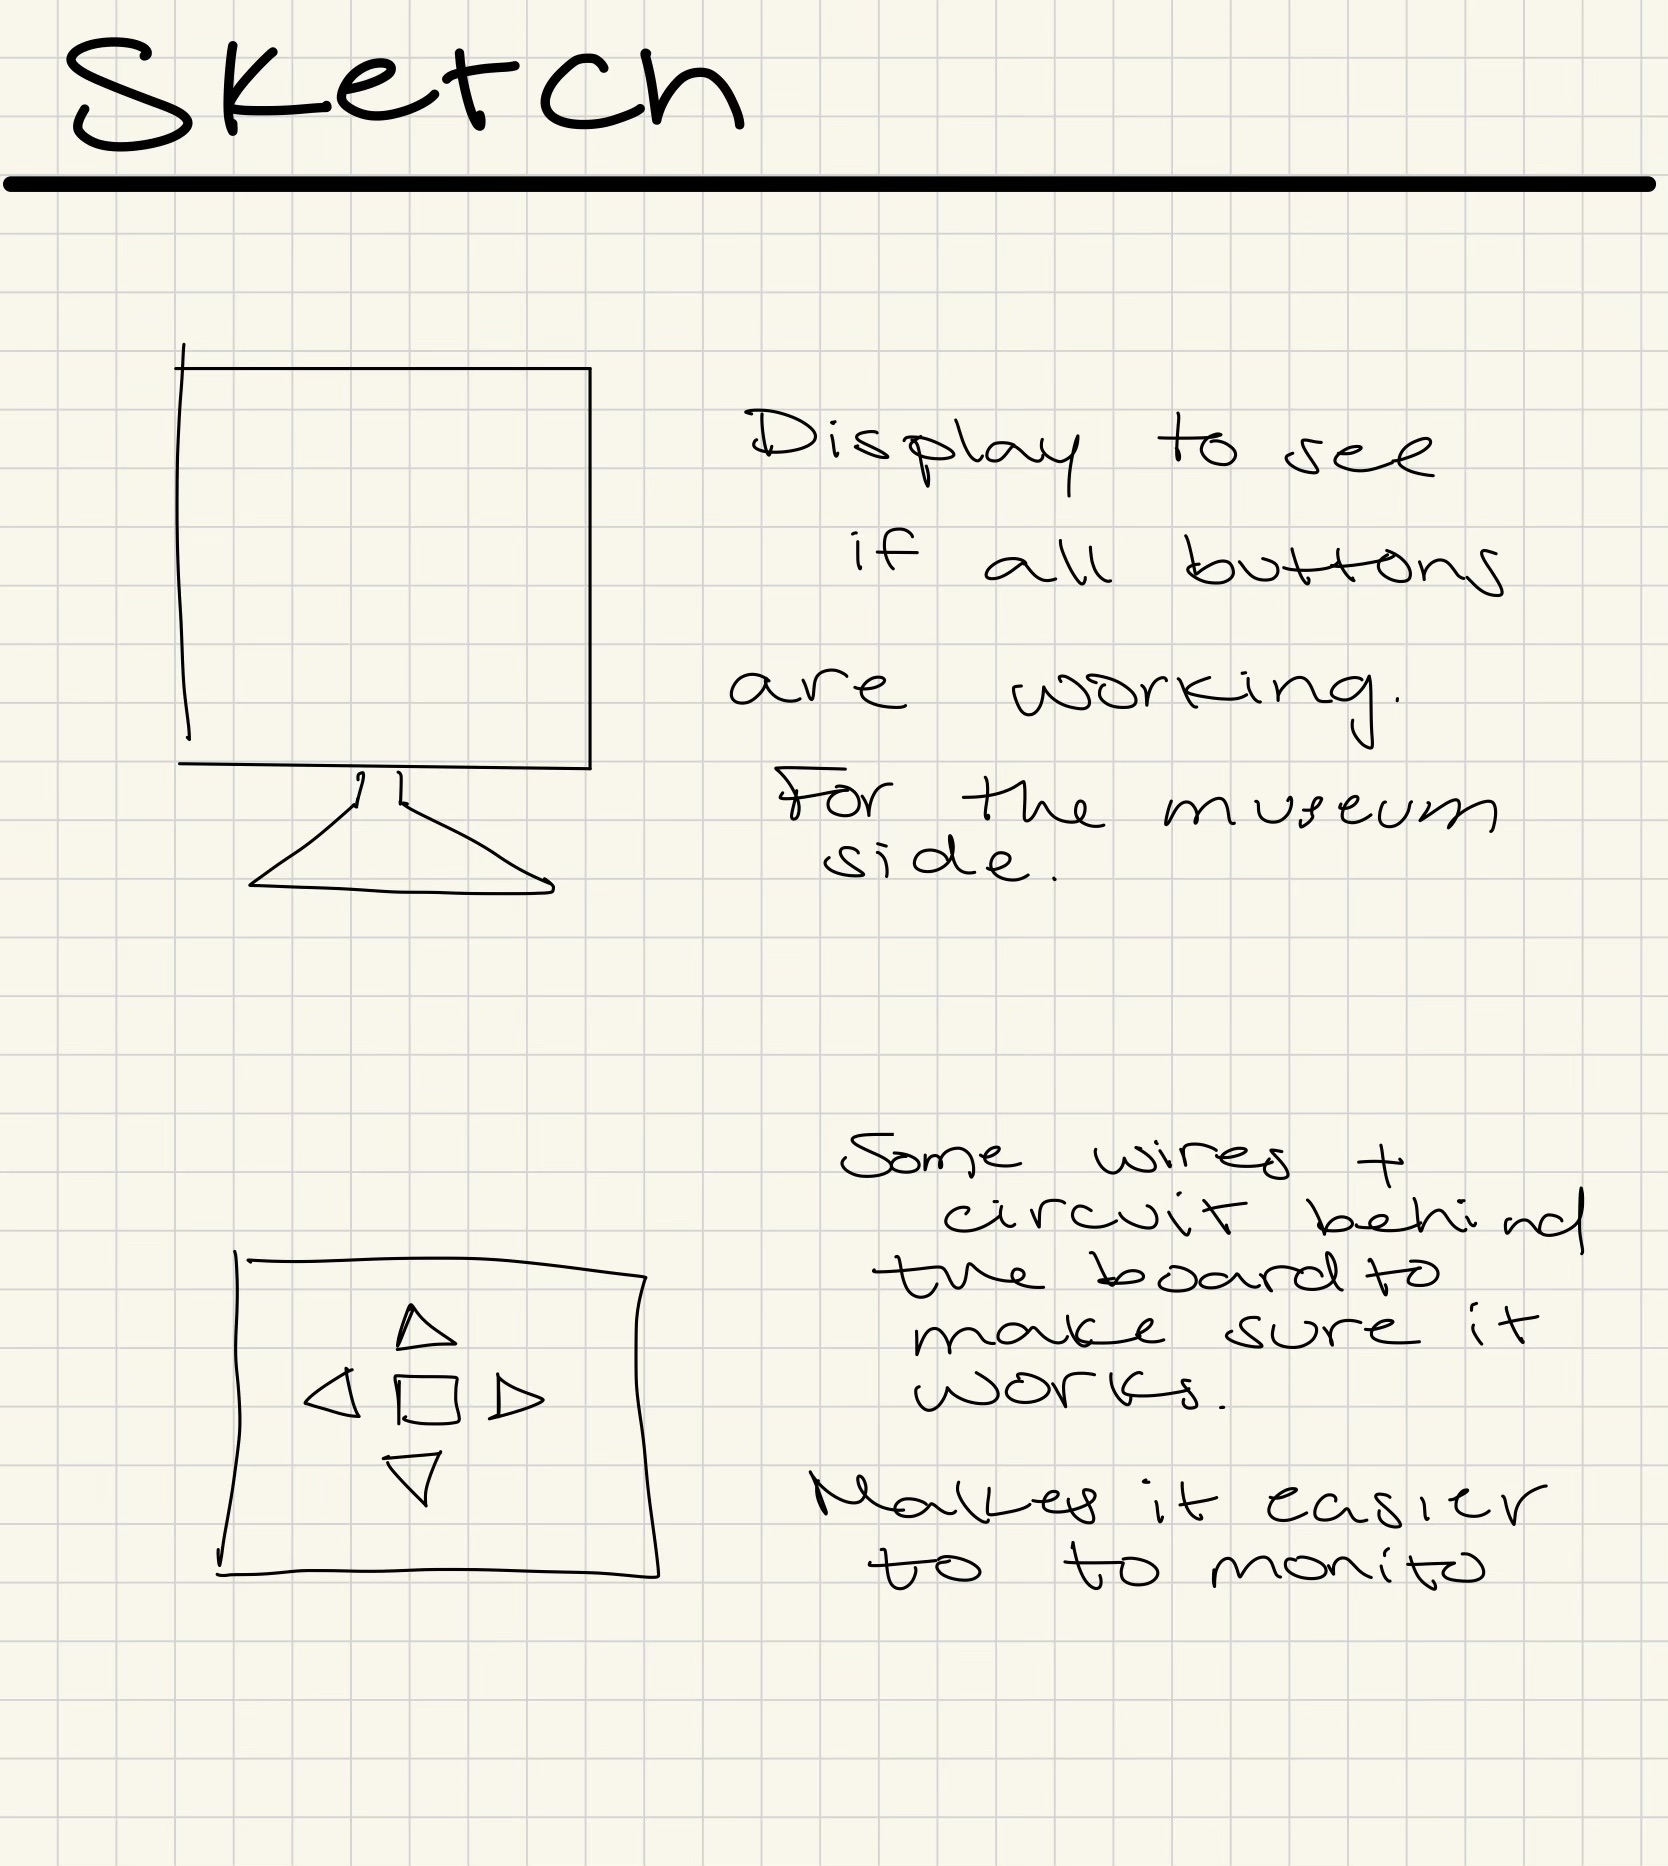 Sketch
Display to see
if all buttons
are working.
For the museum
side.
Some wires +
circuit behind
the board to
make sure it
works.
Makes it easier
to to monito